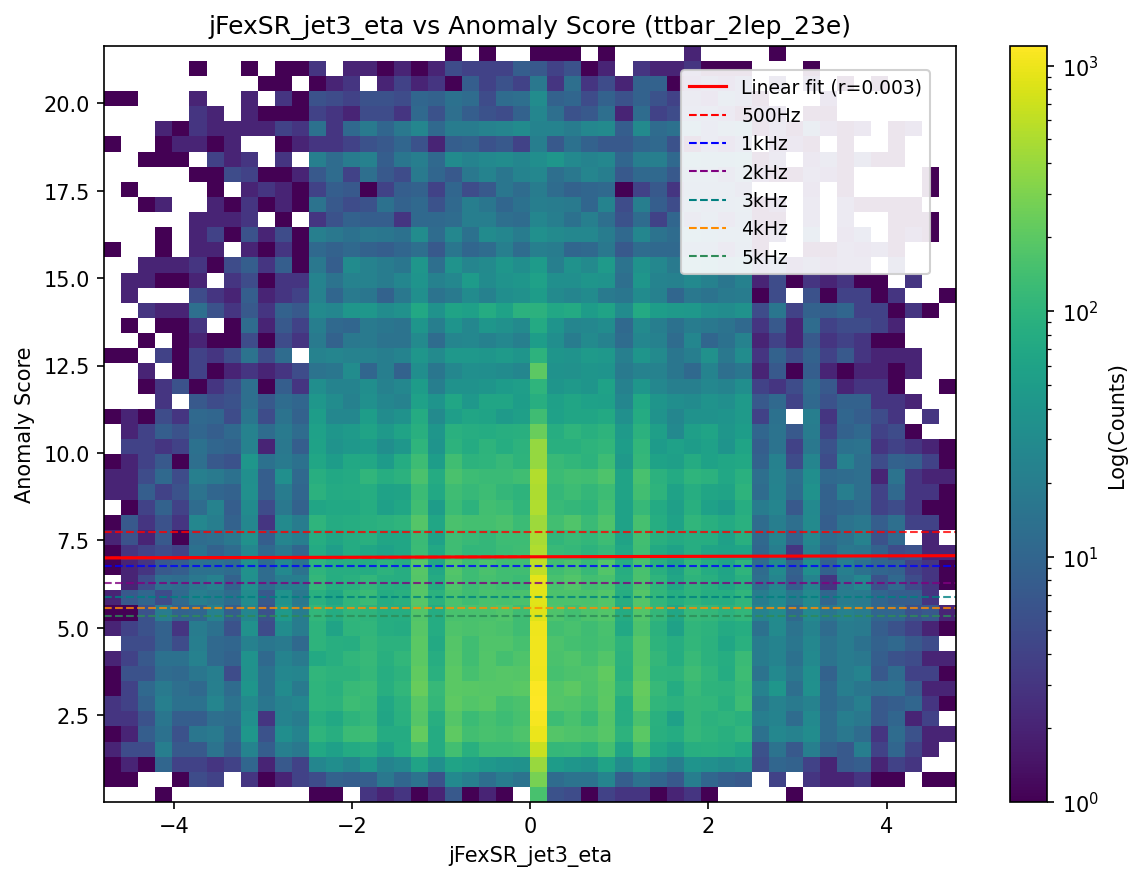 jFexSR_jet3_eta vs Anomaly Score (ttbar_2lep_23e)
Linear fit (r=0.003)
500Hz
1kHz
2kHz
3kHz
4kHz
5kHz
20.0
17.5
15.0
12.5
10.0
7.5
5.0
2.5
Anomaly Score
−4
−2
0
2
4
jFexSR_jet3_eta
10³
10²
10¹
10⁰
Log(Counts)